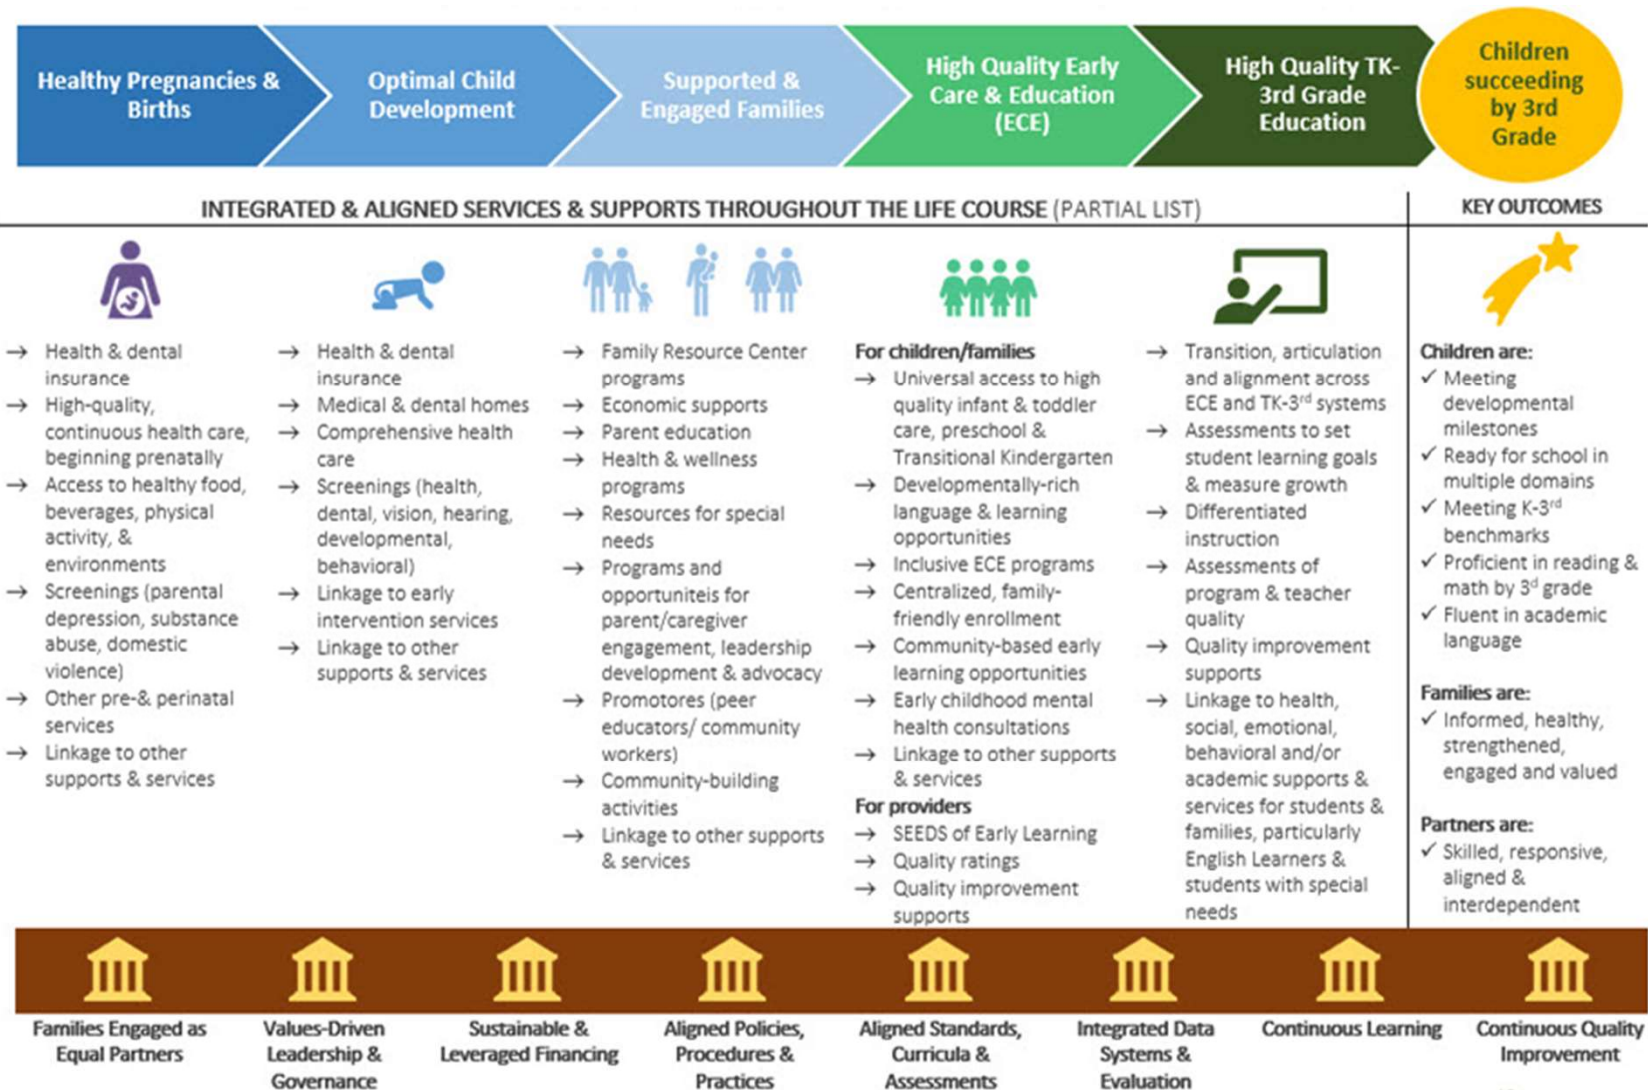 Healthy Pregnancies &
Births
Optimal Child
Development
Supported &
Engaged Families
High Quality Early
Care & Education
(ECE)
High Quality TK-
3rd Grade
Education
Children
succeeding
by 3rd
Grade
INTEGRATED & ALIGNED SERVICES & SUPPORTS THROUGHOUT THE LIFE COURSE (PARTIAL LIST)
KEY OUTCOMES
→ Health & dental
insurance
→ High-quality,
continuous health care,
beginning prenatally
→ Access to healthy food,
beverages, physical
activity, &
environments
→ Screenings (parental
depression, substance
abuse, domestic
violence)
→ Other pre-& perinatal
services
→ Linkage to other
supports & services
→ Health & dental
insurance
→ Medical & dental homes
→ Comprehensive health
care
→ Screenings (health,
dental, vision, hearing,
developmental,
behavioral)
→ Linkage to early
intervention services
→ Linkage to other
supports & services
→ Family Resource Center
programs
→ Economic supports
→ Parent education
→ Health & wellness
programs
→ Resources for special
needs
→ Programs and
opportuniteis for
parent/caregiver
engagement, leadership
development & advocacy
→ Promotores (peer
educators/ community
workers)
→ Community-building
activities
→ Linkage to other supports
& services
For children/families
→ Universal access to high
quality infant & toddler
care, preschool &
Transitional Kindergarten
→ Developmentally-rich
language & learning
opportunities
→ Inclusive ECE programs
→ Centralized, family-
friendly enrollment
→ Community-based early
learning opportunities
→ Early childhood mental
health consultations
→ Linkage to other supports
& services
For providers
→ SEEDS of Early Learning
→ Quality ratings
→ Quality improvement
supports
→ Transition, articulation
and alignment across
ECE and TK-3rd systems
→ Assessments to set
student learning goals
& measure growth
→ Differentiated
instruction
→ Assessments of
program & teacher
quality
→ Quality improvement
supports
→ Linkage to health,
social, emotional,
behavioral and/or
academic supports &
services for students &
families, particularly
English Learners &
students with special
needs
Children are:
✓ Meeting
developmental
milestones
✓ Ready for school in
multiple domains
✓ Meeting K-3rd
benchmarks
✓ Proficient in reading &
math by 3d grade
✓ Fluent in academic
language
Families are:
✓ Informed, healthy,
strengthened,
engaged and valued
Partners are:
✓ Skilled, responsive,
aligned &
interdependent
Families Engaged as
Equal Partners
Values-Driven
Leadership &
Governance
Sustainable &
Leveraged Financing
Aligned Policies,
Procedures &
Practices
Aligned Standards,
Curricula &
Assessments
Integrated Data
Systems &
Evaluation
Continuous Learning
Continuous Quality
Improvement